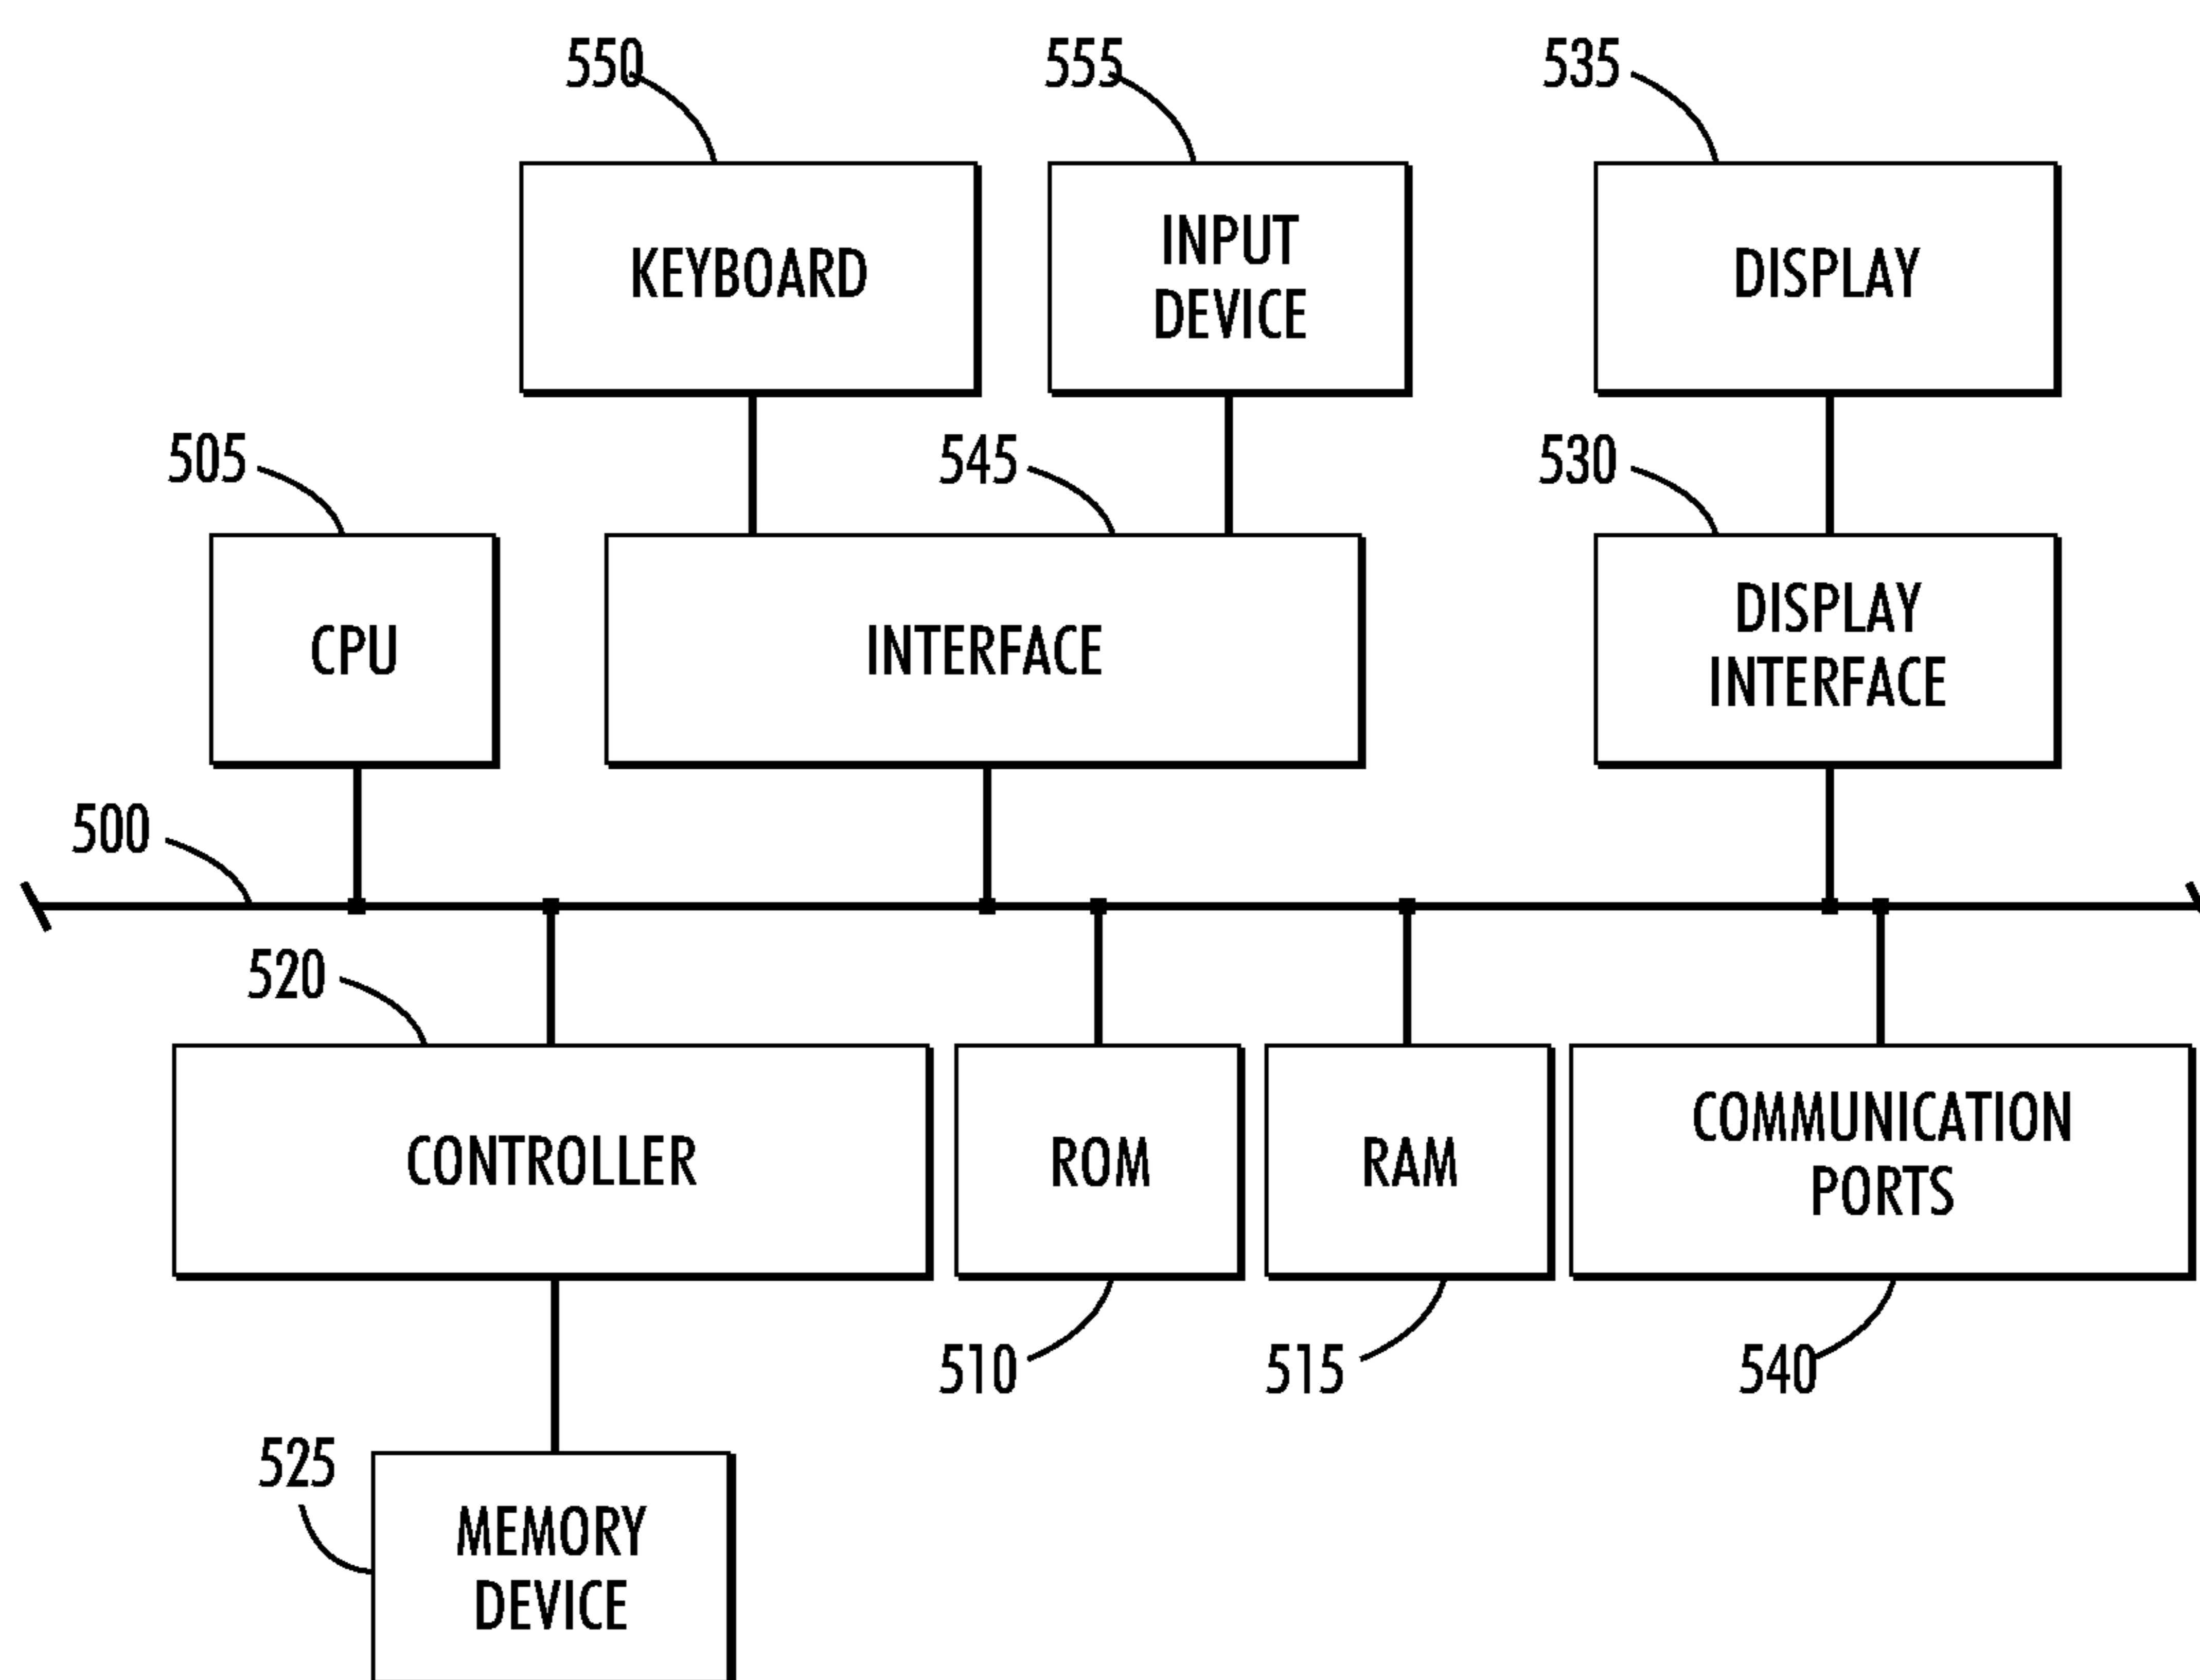 550
555
535
KEYBOARD
INPUT
DEVICE
DISPLAY
505
545
530
CPU
INTERFACE
DISPLAY
INTERFACE
500
520
CONTROLLER
ROM
RAM
COMMUNICATION
PORTS
510
515
540
525
MEMORY
DEVICE